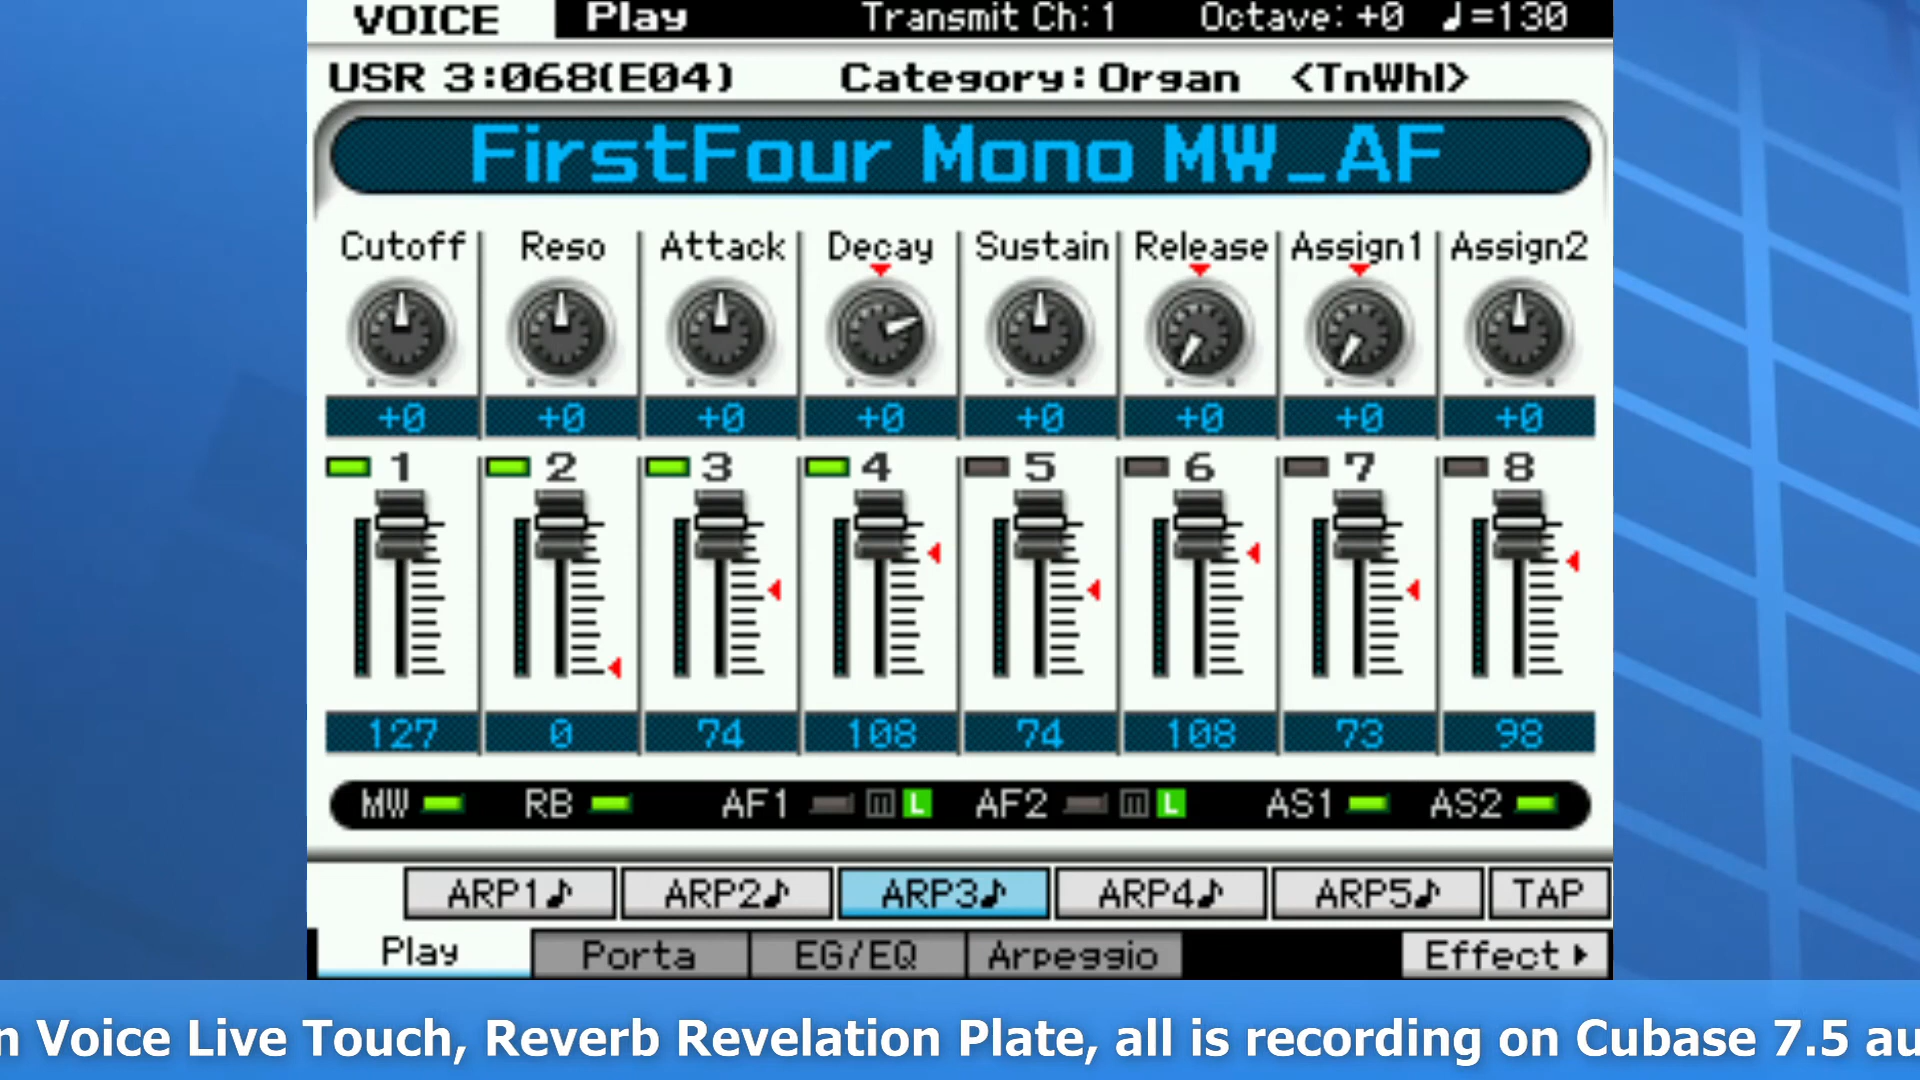 VOICE Play Transmit Ch:1 Octave:+0 ♩=130
USR 3:068(E04) Category:Organ <TnWhl>
FirstFour Mono MW_AF
Cutoff Reso Attack Decay Sustain Release Assign1 Assign2
+0 +0 +0 +0 +0 +0 +0 +0
1 2 3 4 5 6 7 8
127 0 74 108 74 108 73 98
MW RB AF1 m L AF2 m L AS1 AS2
ARP1♪ ARP2♪ ARP3♪ ARP4♪ ARP5♪ TAP
Play Porta EG/EQ Arpeggio Effect
n Voice Live Touch, Reverb Revelation Plate, all is recording on Cubase 7.5 au